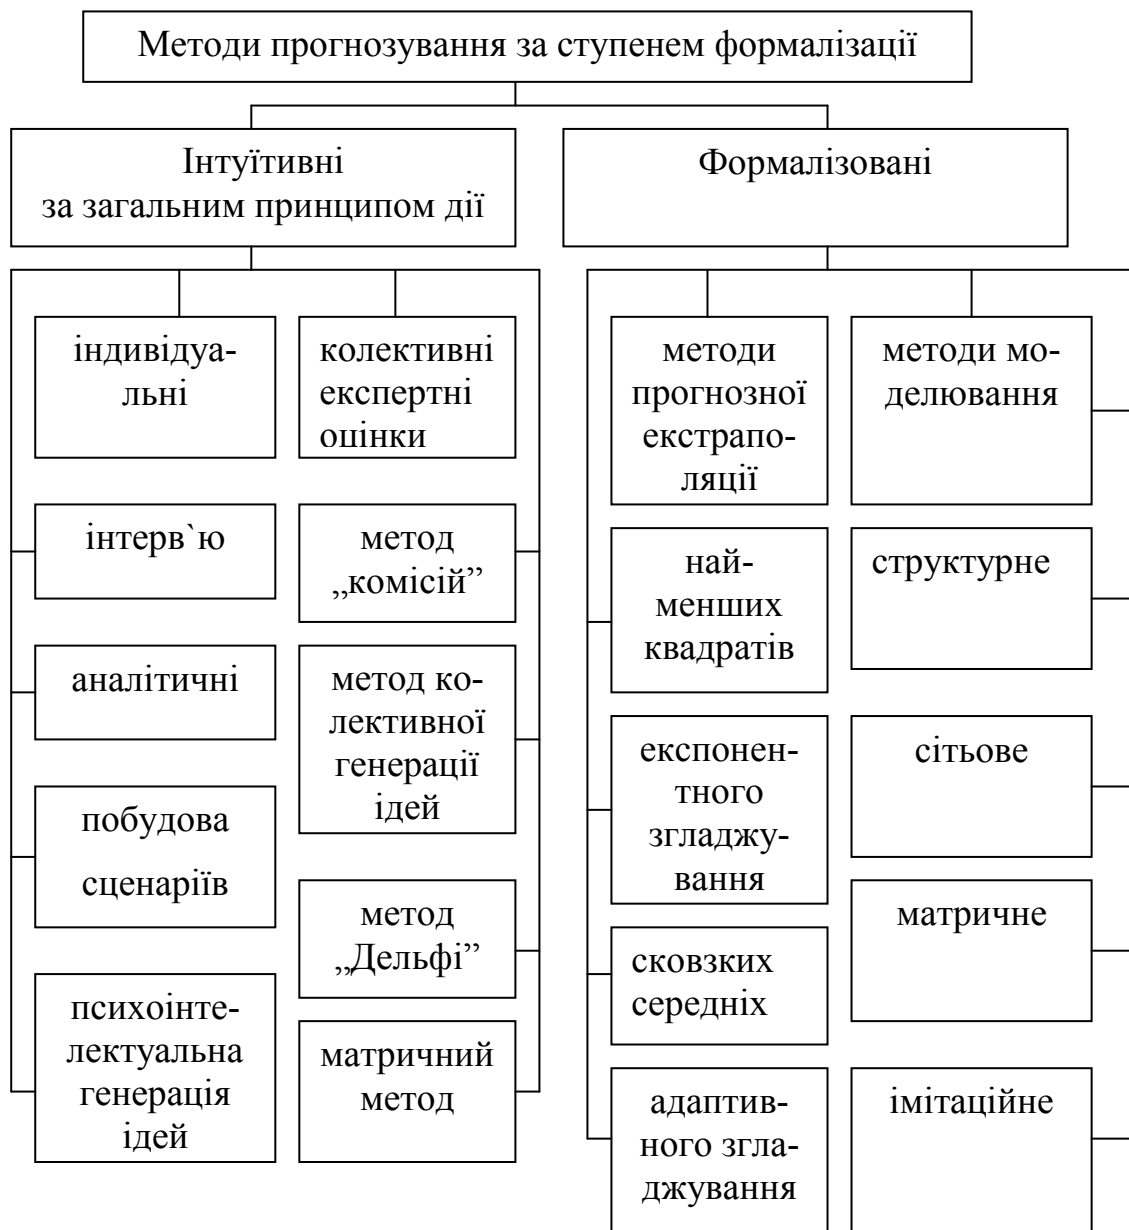 Методи прогнозування за ступенем формалізації
Інтуїтивні
за загальним принципом дії
Формалізовані
індивідуа-
льні
колективні
експертні
оцінки
методи
прогнозної
екстрапо-
ляції
методи мо-
делювання
інтерв`ю
метод
„комісій”
най-
менших
квадратів
структурне
аналітичні
метод ко-
лективної
генерації
ідей
експонен-
тного
згладжу-
вання
сітьове
побудова
сценаріїв
метод
„Дельфі”
сковзких
середніх
матричне
психоінте-
лектуальна
генерація
ідей
матричний
метод
адаптив-
ного згла-
джування
імітаційне